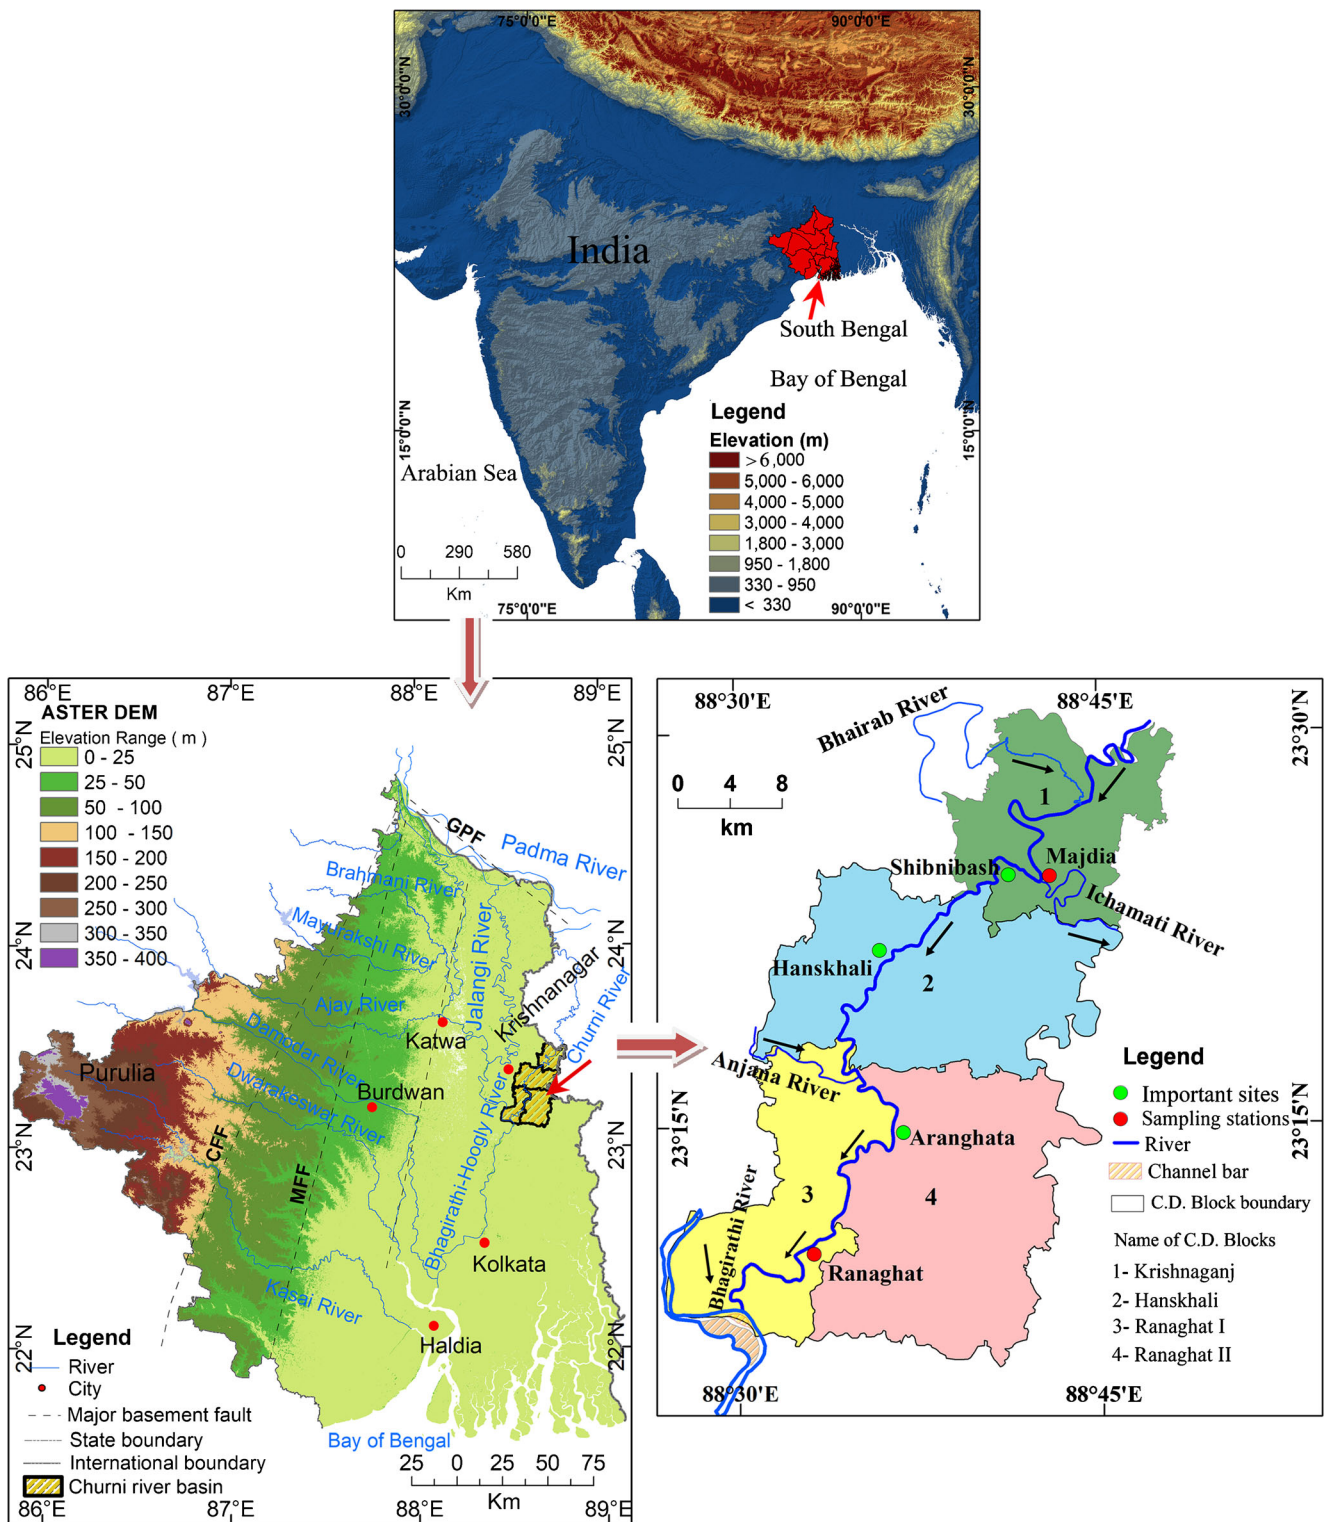 75°0'0"E
90°0'0"E
30°0'0"N
30°0'0"N
India
South Bengal
Bay of Bengal
Arabian Sea
15°0'0"N
15°0'0"N
Legend
Elevation (m)
>6,000
5,000 - 6,000
4,000 - 5,000
3,000 - 4,000
1,800 - 3,000
950 - 1,800
330 - 950
< 330
0 290 580
Km
75°0'0"E
90°0'0"E
86°E
87°E
88°E
89°E
ASTER DEM
Elevation Range ( m )
0 - 25
25 - 50
50 - 100
100 - 150
150 - 200
200 - 250
250 - 300
300 - 350
350 - 400
25°N
25°N
24°N
24°N
23°N
23°N
22°N
22°N
GPF
Padma River
Brahmani River
Mayurakshi River
Jalangi River
Krishnanagar
Churni River
Ajay River
Katwa
Damodar River
Purulia
Burdwan
Dwarakeswar River
CFF
MFF
Bhagirathi-Hoogly River
Kolkata
Kasai River
Haldia
Bay of Bengal
Legend
River
City
Major basement fault
State boundary
International boundary
Churni river basin
25 0 25 50 75
Km
86°E
87°E
88°E
89°E
88°30'E
88°45'E
23°30'N
Bhairab River
0 4 8
km
1
Shibnibash
Majdia
Ichamati River
Hanskhali
2
Anjana River
Aranghata
23°15'N
23°15'N
3
4
Bhagirathi River
Ranaghat
Legend
Important sites
Sampling stations
River
Channel bar
C.D. Block boundary
Name of C.D. Blocks
1- Krishnaganj
2- Hanskhali
3- Ranaghat I
4- Ranaghat II
88°30'E
88°45'E